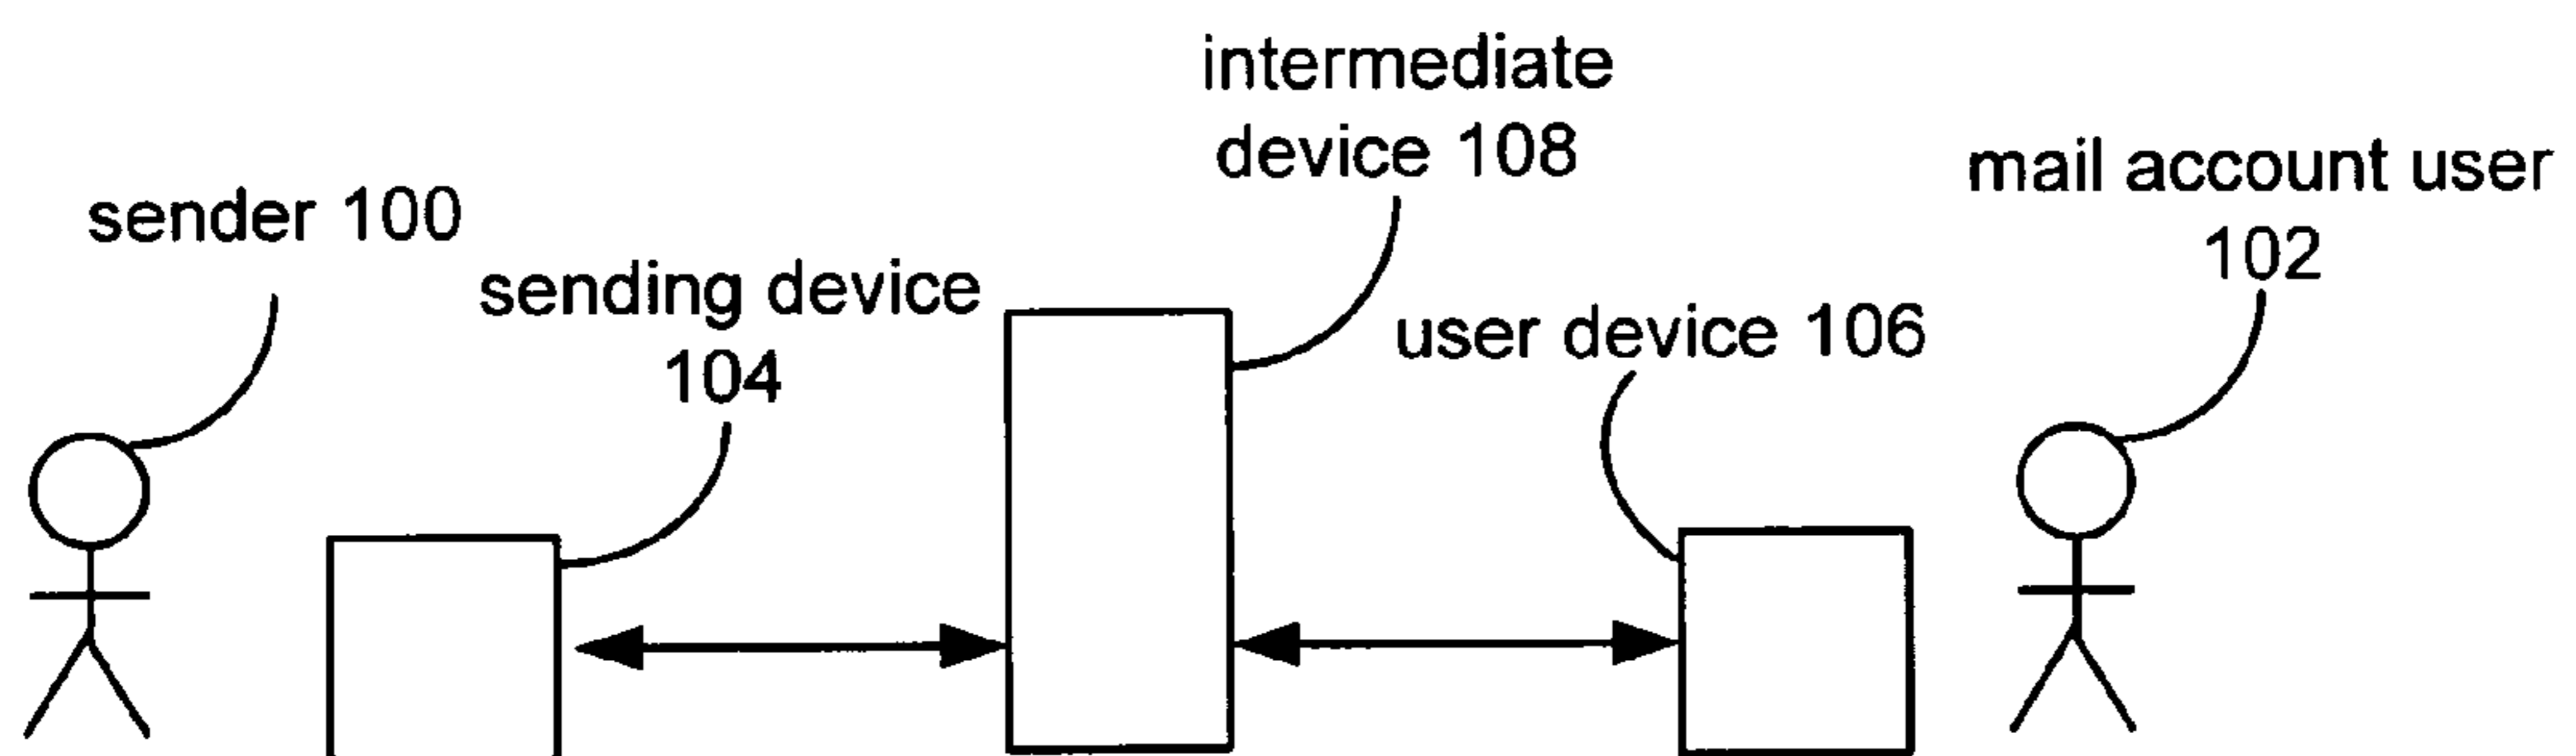 sender 100
sending device
104
intermediate
device 108
user device 106
mail account user
102